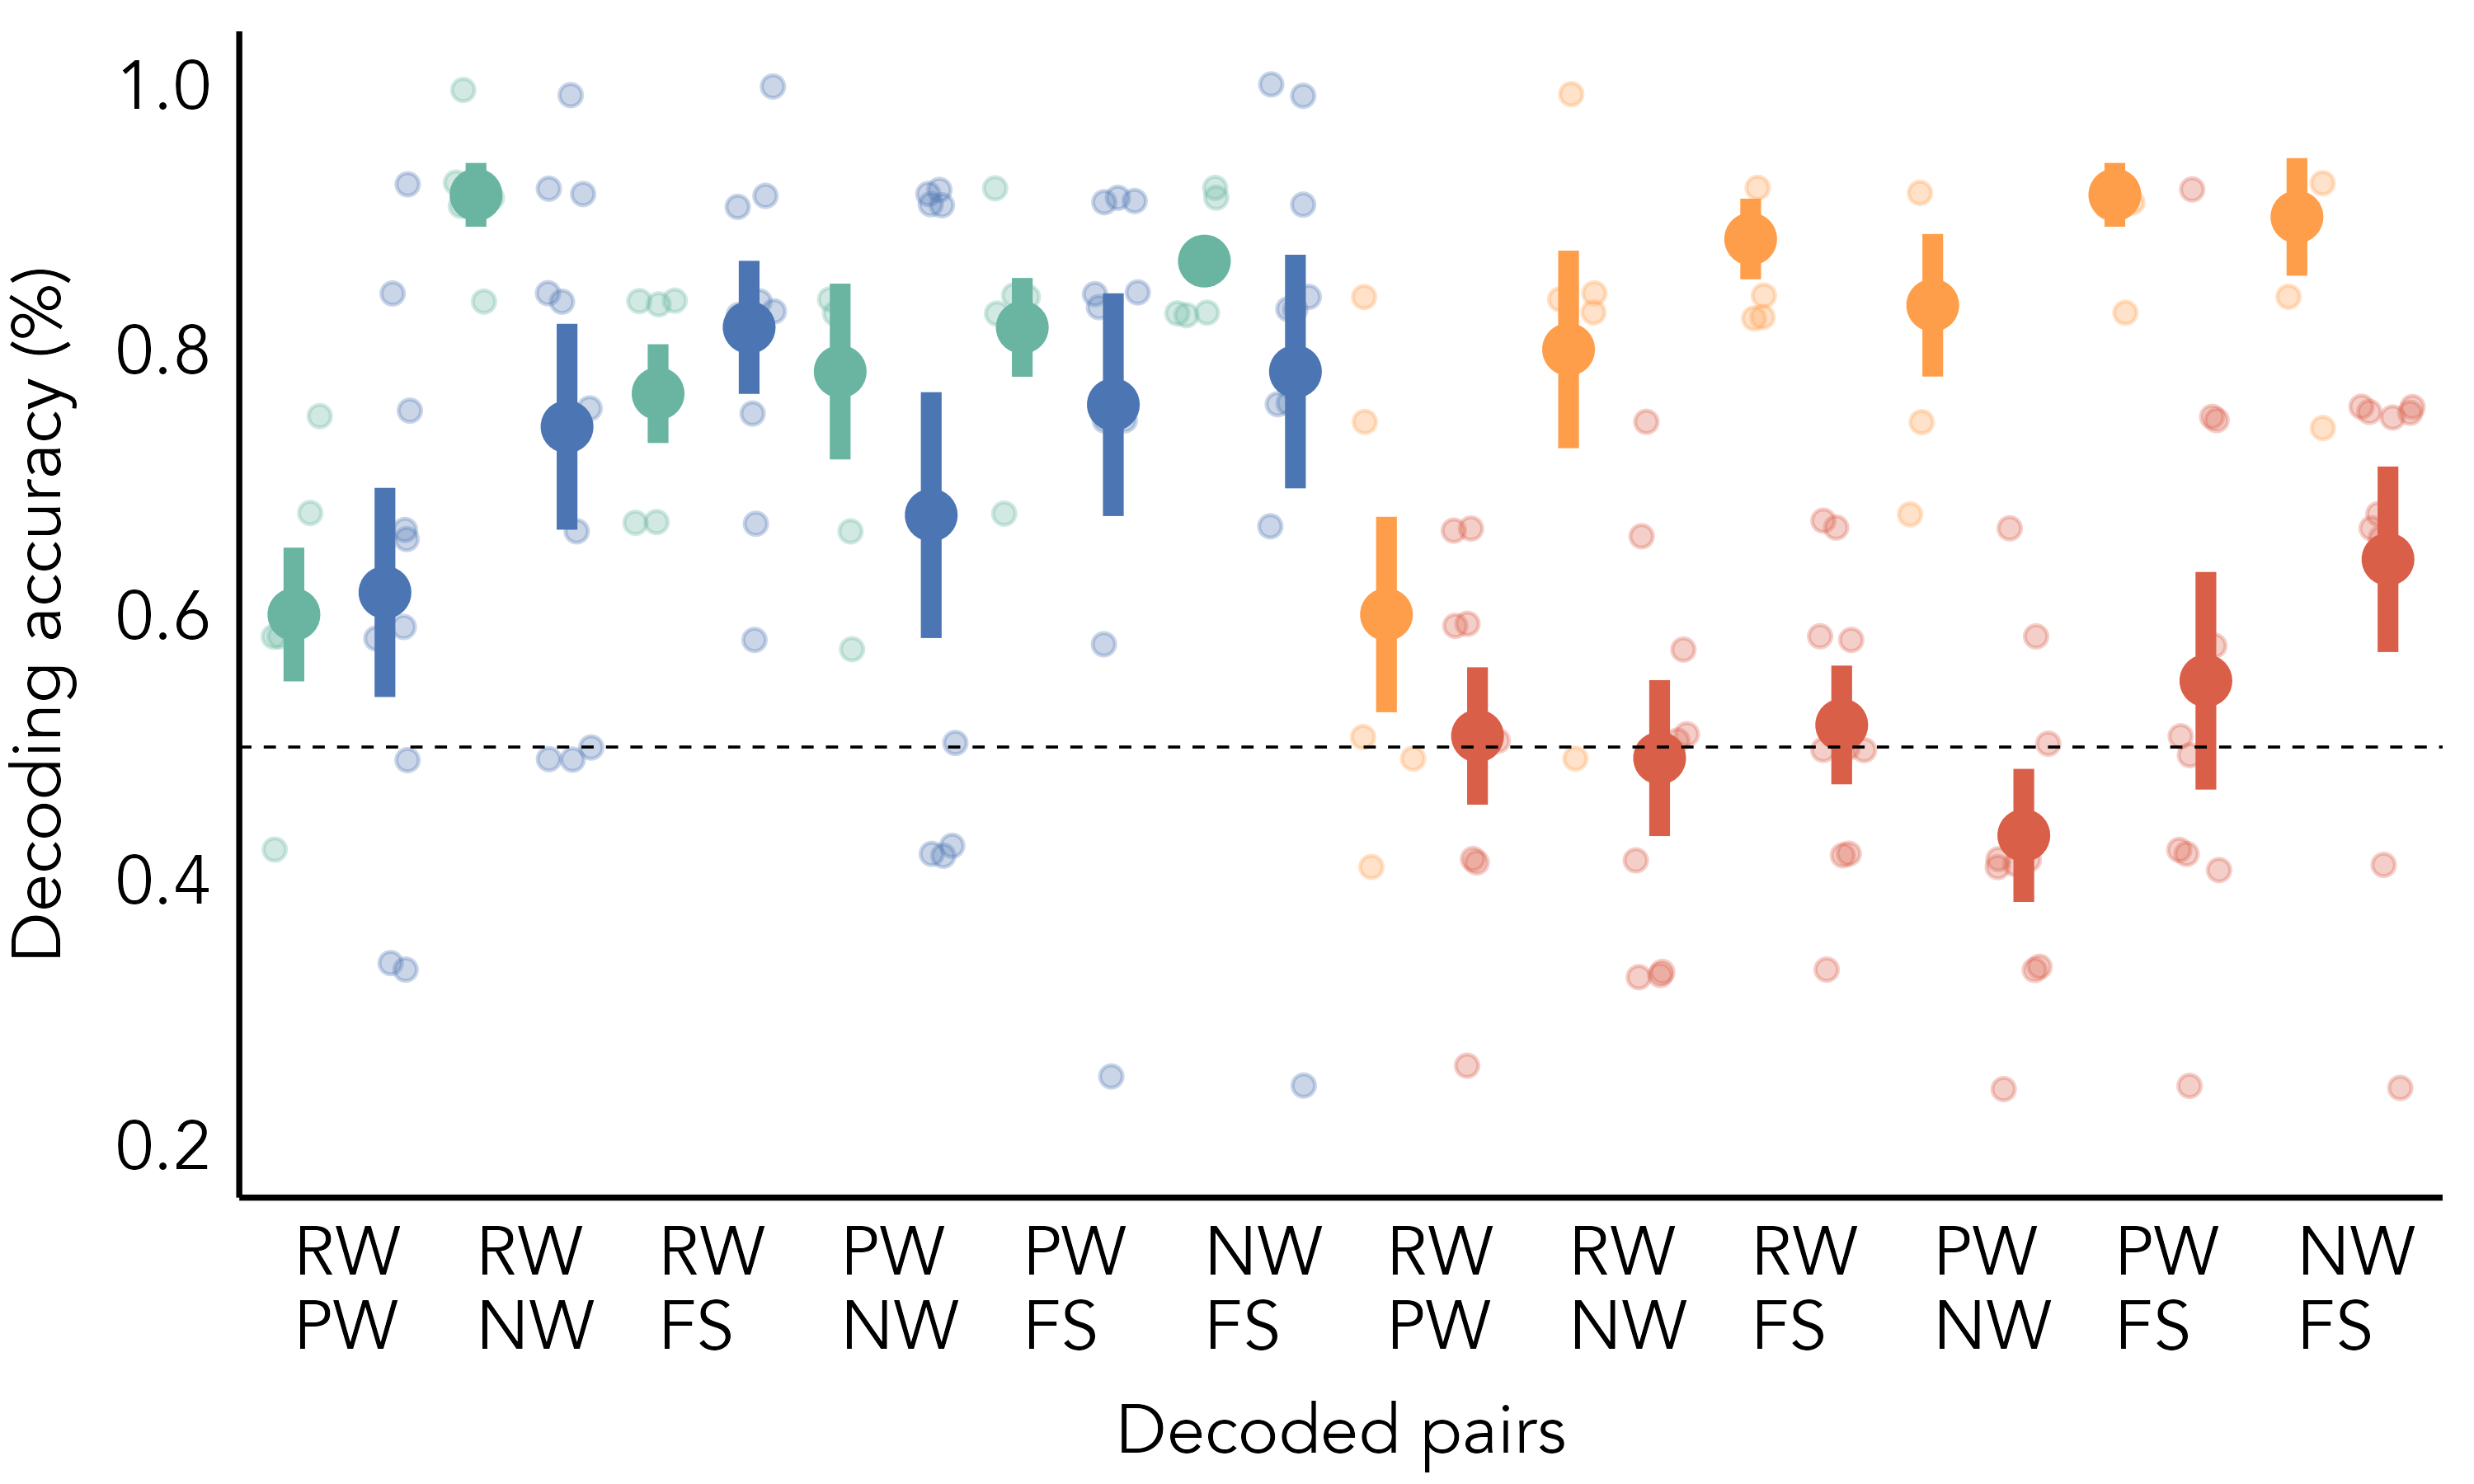 Decoding accuracy (%)
1.0
0.8
0.6
0.4
0.2
RW RW RW PW PW NW RW RW RW PW PW NW
PW NW FS NW FS FS PW NW FS NW FS FS
Decoded pairs